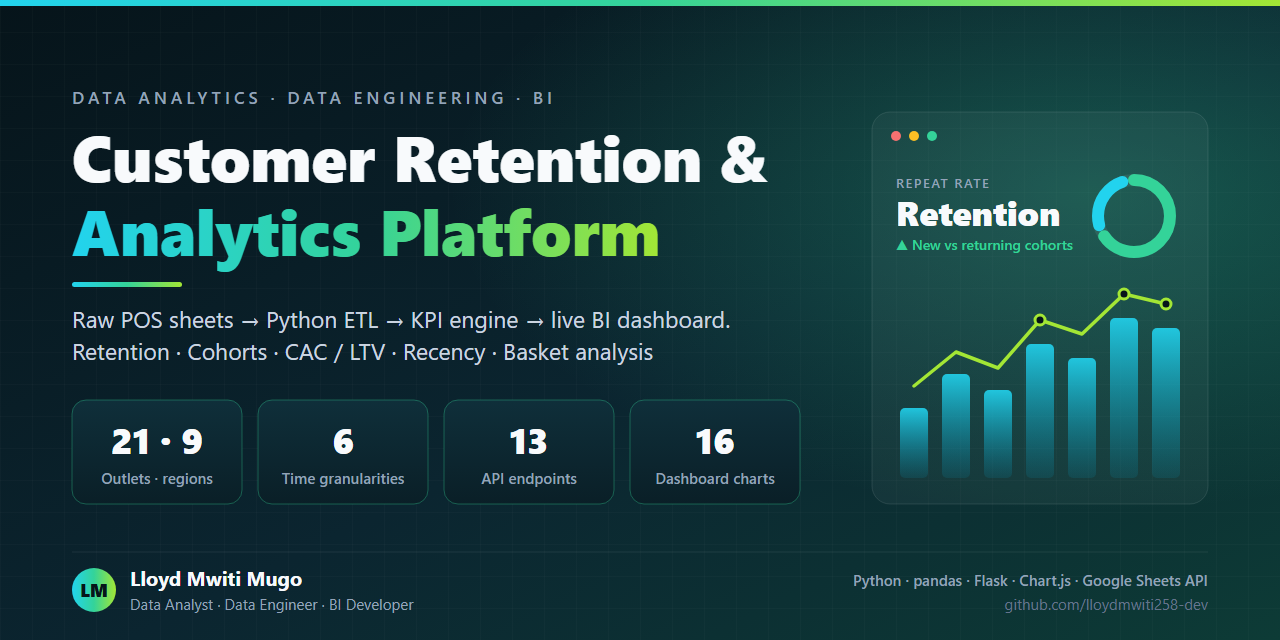 DATA ANALYTICS · DATA ENGINEERING · BI
Customer Retention &
Analytics Platform
Raw POS sheets → Python ETL → KPI engine → live BI dashboard.
Retention · Cohorts · CAC / LTV · Recency · Basket analysis
21 · 9
Outlets · regions
6
Time granularities
13
API endpoints
16
Dashboard charts
REPEAT RATE
Retention
▲ New vs returning cohorts
LM
Lloyd Mwiti Mugo
Data Analyst · Data Engineer · BI Developer
Python · pandas · Flask · Chart.js · Google Sheets API
github.com/lloydmwiti258-dev